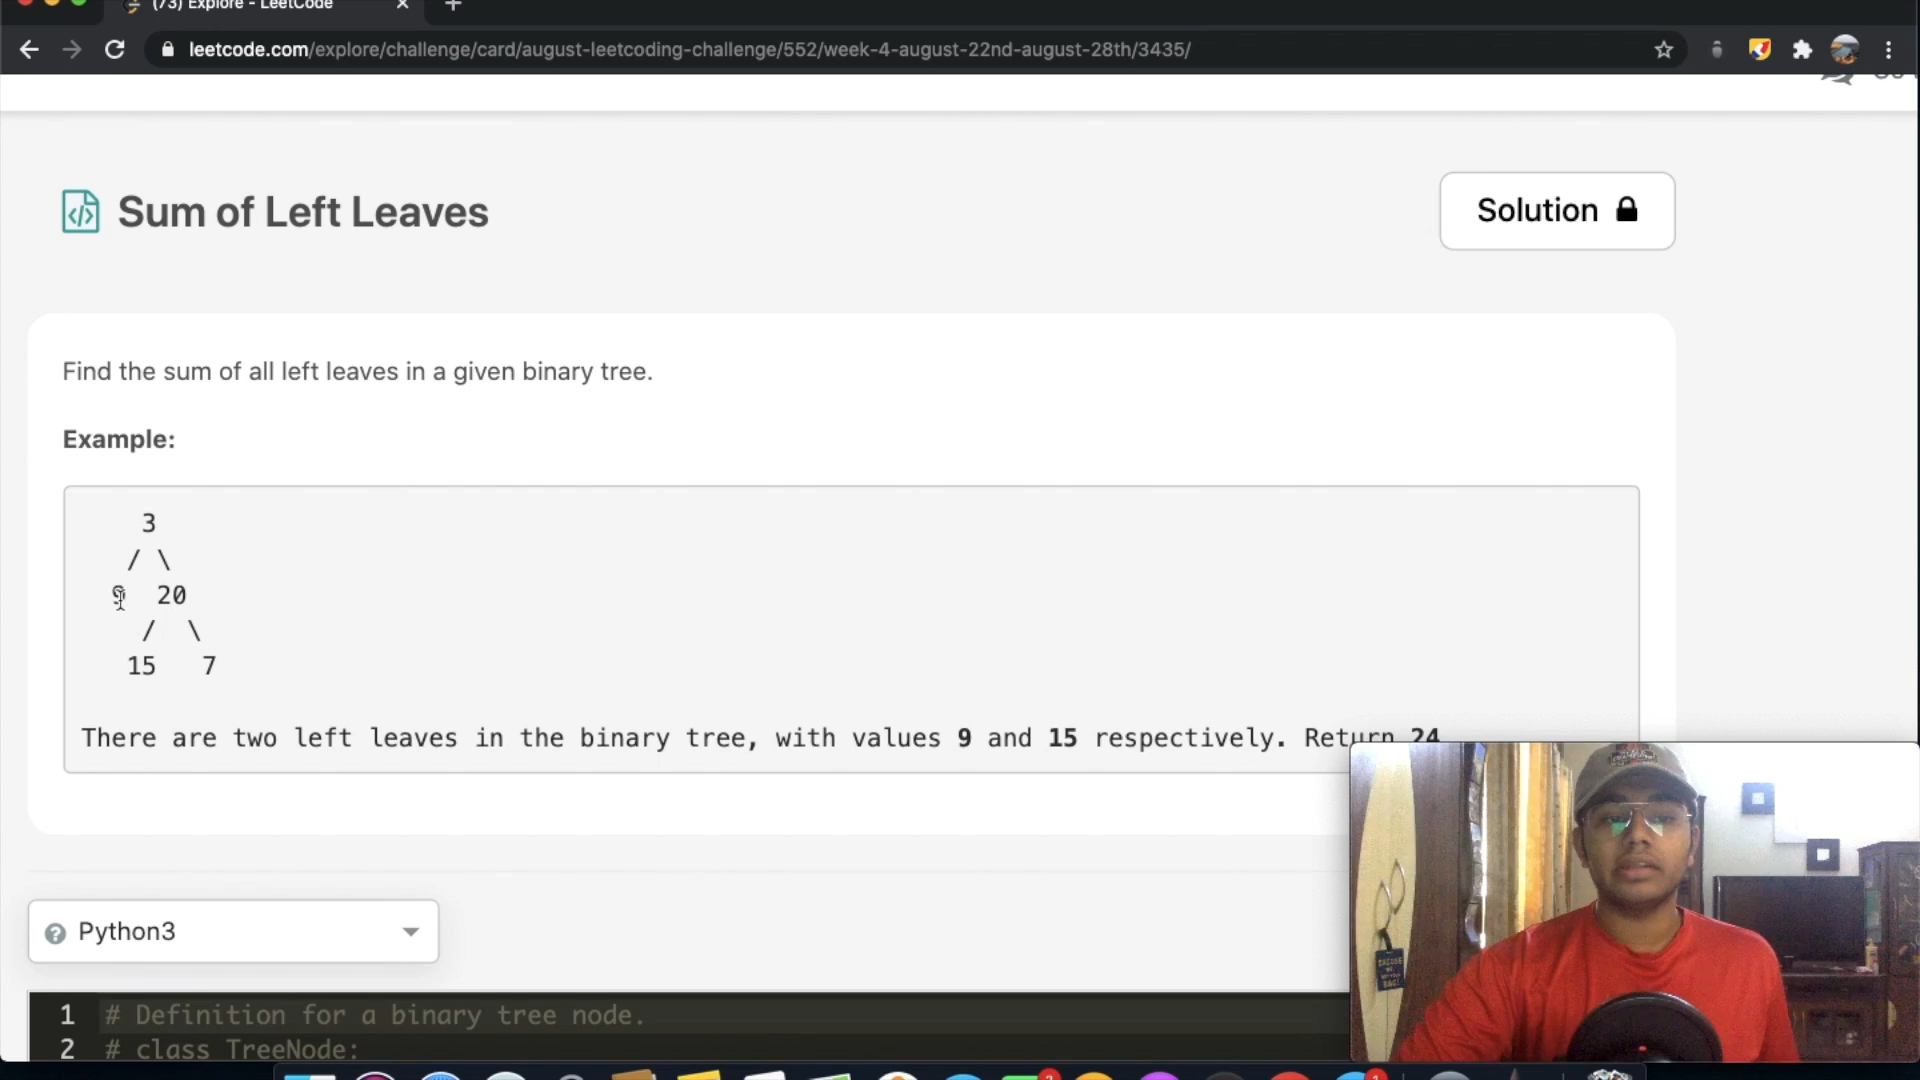 (73) Explore - LeetCode
leetcode.com/explore/challenge/card/august-leetcoding-challenge/552/week-4-august-22nd-august-28th/3435/
Sum of Left Leaves
Solution
Find the sum of all left leaves in a given binary tree.
Example:
3
/ \
9 20
/ \
15 7
There are two left leaves in the binary tree, with values 9 and 15 respectively. Return 24
Python3
1 # Definition for a binary tree node.
2 # class TreeNode: